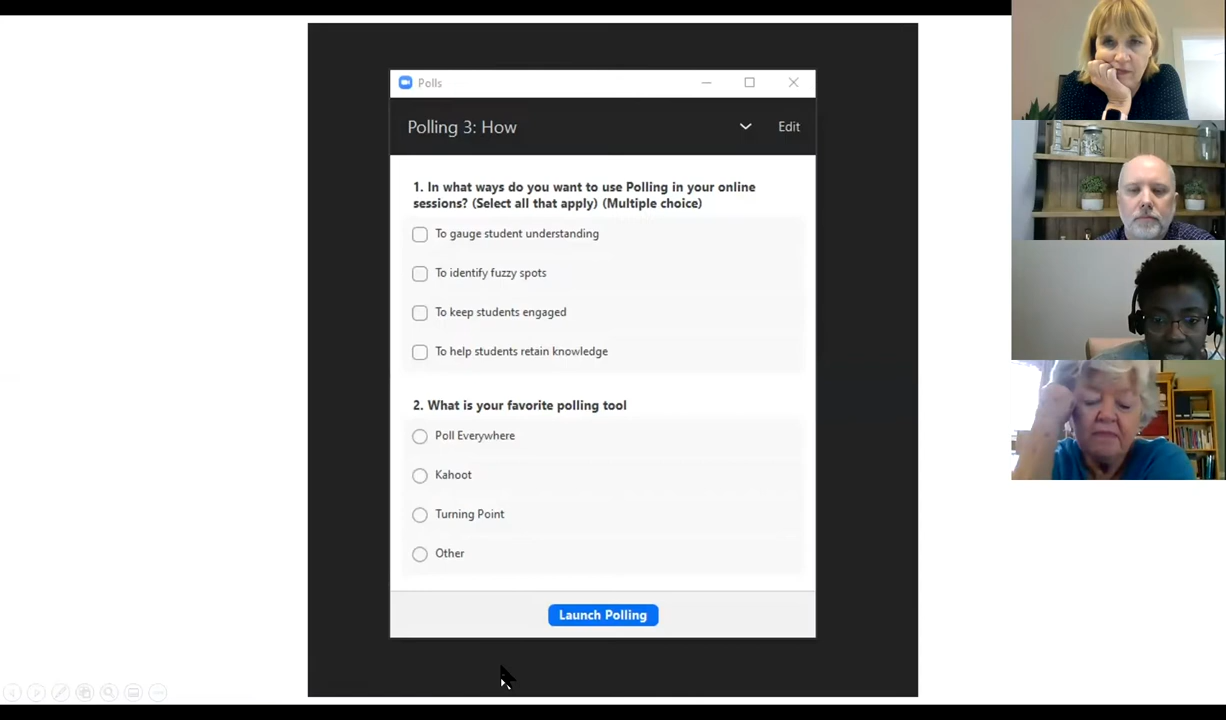 Polls
Polling 3: How
Edit
1. In what ways do you want to use Polling in your online
sessions? (Select all that apply) (Multiple choice)
To gauge student understanding
To identify fuzzy spots
To keep students engaged
To help students retain knowledge
2. What is your favorite polling tool
Poll Everywhere
Kahoot
Turning Point
Other
Launch Polling